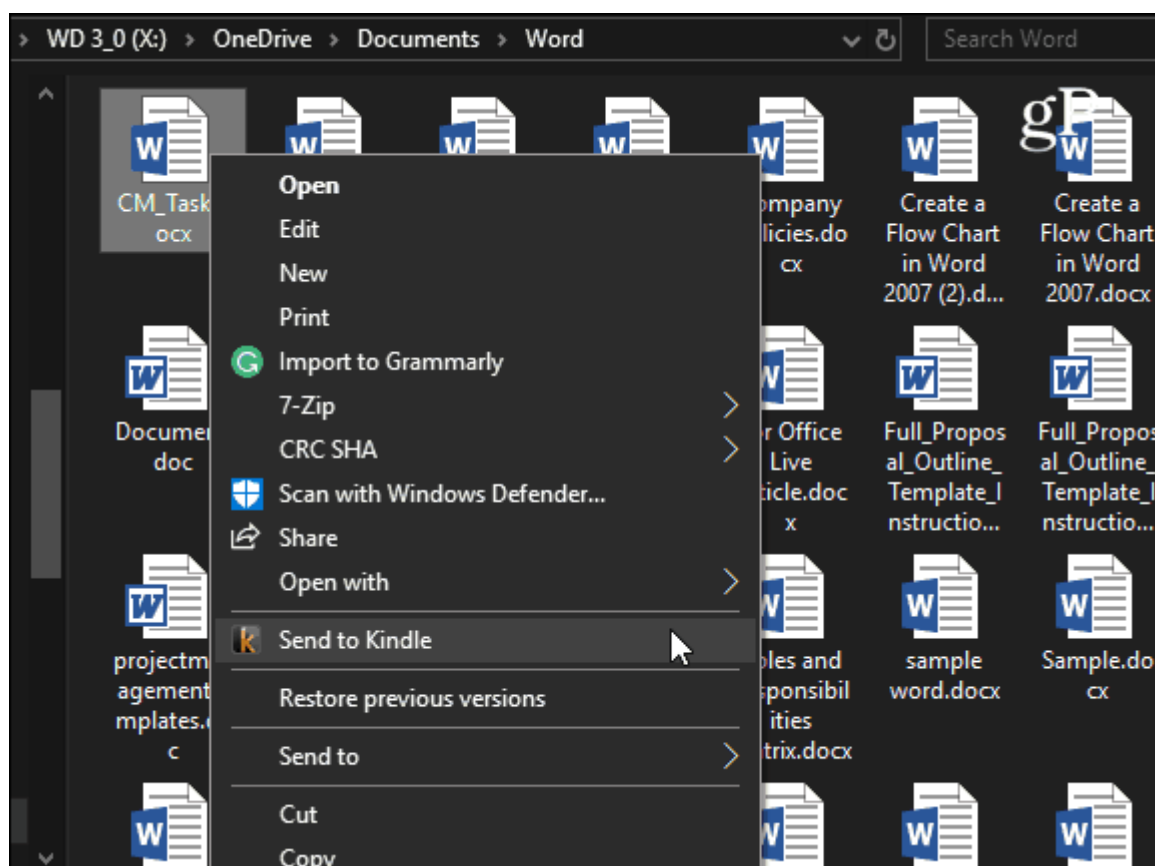 WD 3_0 (X:) > OneDrive > Documents > Word
Search Word
gP
CM_Task
ocx
ompany
licies.do
cx
Create a
Flow Chart
in Word
2007 (2).d...
Create a
Flow Chart
in Word
2007.docx
Open
Edit
New
Print
Import to Grammarly
7-Zip
CRC SHA
Scan with Windows Defender...
Share
Open with
Send to Kindle
Restore previous versions
Send to
Cut
Copy
Documen
doc
r Office
Live
ticle.doc
x
Full_Propos
al_Outline_
Template_I
nstructio...
Full_Propos
al_Outline_
Template_I
nstructio...
projectm
agement
mplates.
c
les and
sponsibil
ities
trix.docx
sample
word.docx
Sample.do
cx